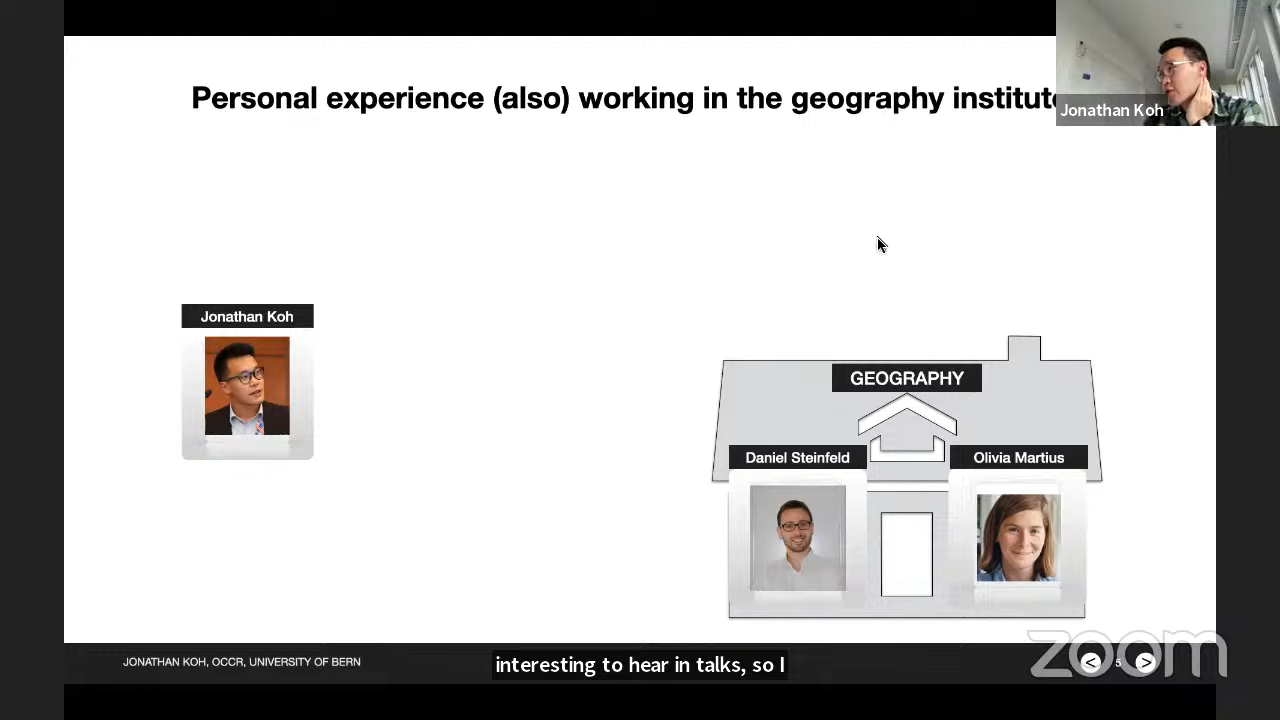 Personal experience (also) working in the geography institute
Jonathan Koh
Jonathan Koh
GEOGRAPHY
Daniel Steinfeld
Olivia Martius
JONATHAN KOH, OCCR, UNIVERSITY OF BERN
interesting to hear in talks, so I
zoom
< 5 >